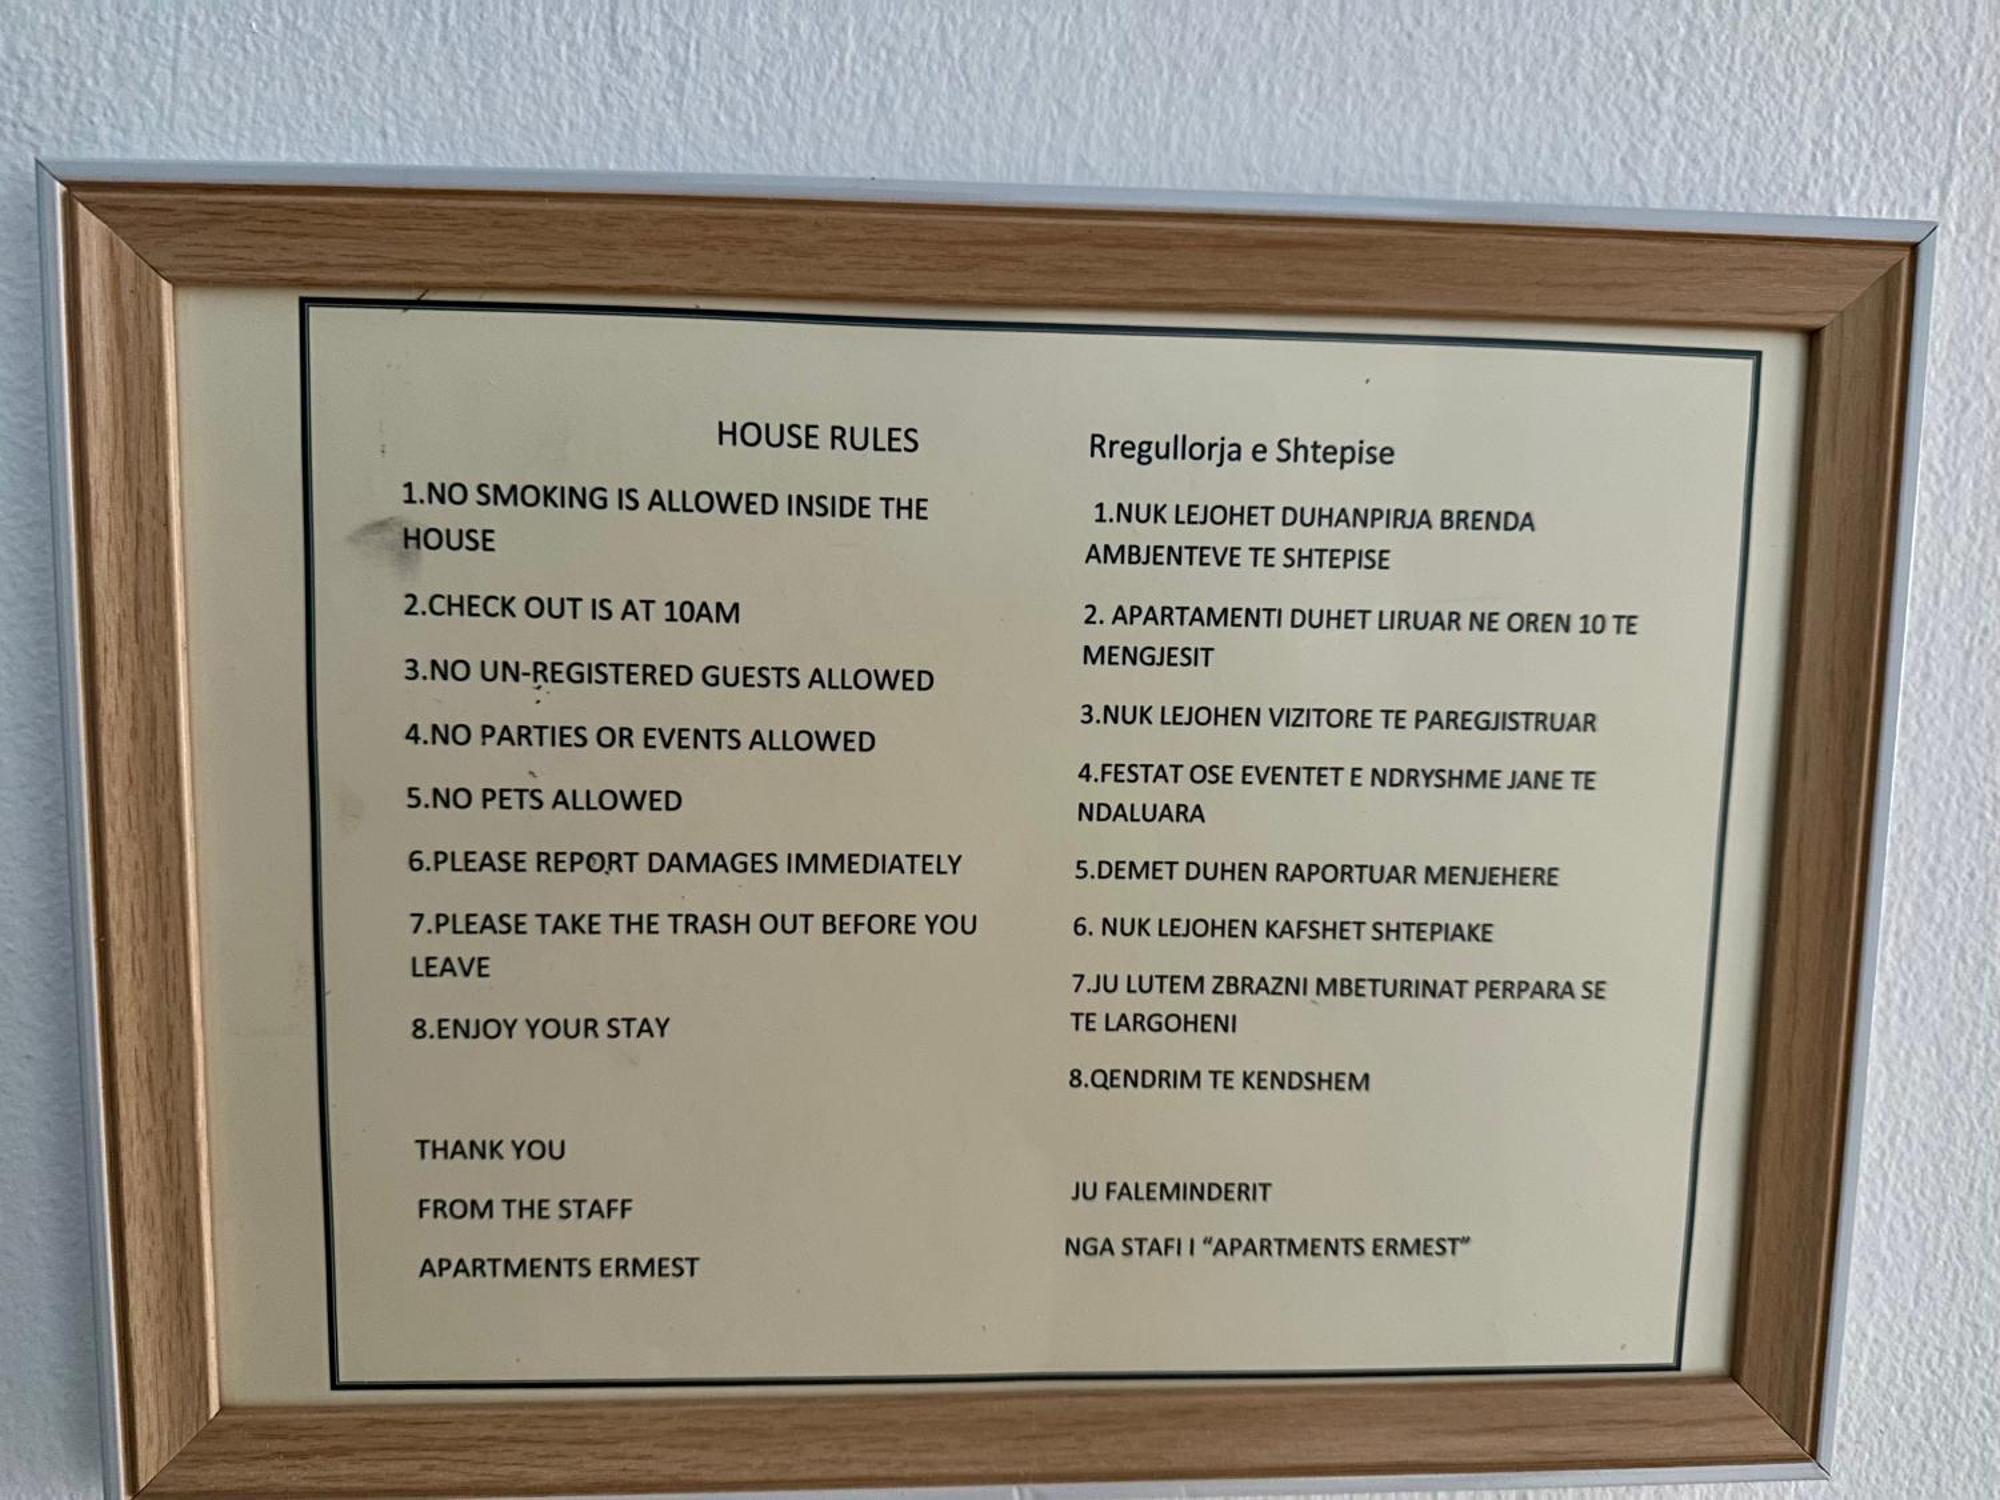 HOUSE RULES
1.NO SMOKING IS ALLOWED INSIDE THE
HOUSE
2.CHECK OUT IS AT 10AM
3.NO UN-REGISTERED GUESTS ALLOWED
4.NO PARTIES OR EVENTS ALLOWED
5.NO PETS ALLOWED
6.PLEASE REPORT DAMAGES IMMEDIATELY
7.PLEASE TAKE THE TRASH OUT BEFORE YOU
LEAVE
8.ENJOY YOUR STAY
THANK YOU
FROM THE STAFF
APARTMENTS ERMEST
Rregullorja e Shtepise
1.NUK LEJOHET DUHANPIRJA BRENDA
AMBJENTEVE TE SHTEPISE
2. APARTAMENTI DUHET LIRUAR NE OREN 10 TE
MENGJESIT
3.NUK LEJOHEN VIZITORE TE PAREGJISTRUAR
4.FESTAT OSE EVENTET E NDRYSHME JANE TE
NDALUARA
5.DEMET DUHEN RAPORTUAR MENJEHERE
6. NUK LEJOHEN KAFSHET SHTEPIAKE
7.JU LUTEM ZBRAZNI MBETURINAT PERPARA SE
TE LARGOHENI
8.QENDRIM TE KENDSHEM
JU FALEMINDERIT
NGA STAFI I “APARTMENTS ERMEST”